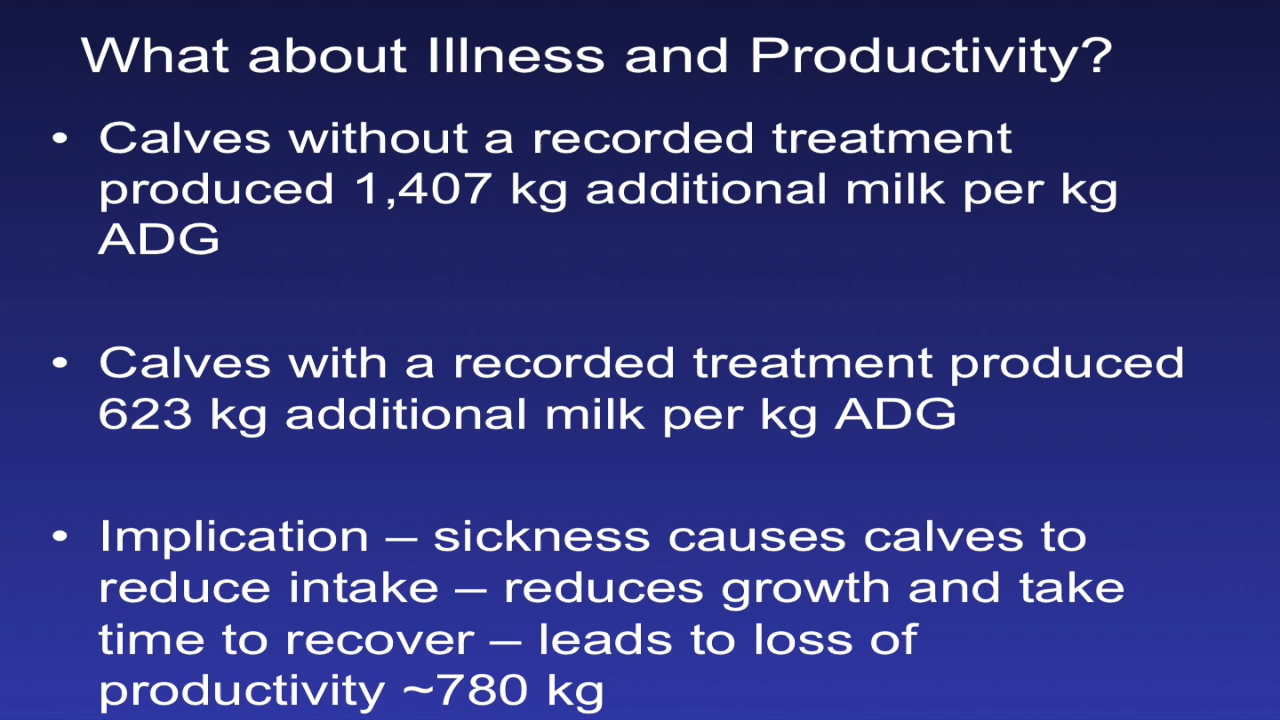 What about Illness and Productivity?
• Calves without a recorded treatment
produced 1,407 kg additional milk per kg
ADG
• Calves with a recorded treatment produced
623 kg additional milk per kg ADG
• Implication – sickness causes calves to
reduce intake – reduces growth and take
time to recover – leads to loss of
productivity ~780 kg